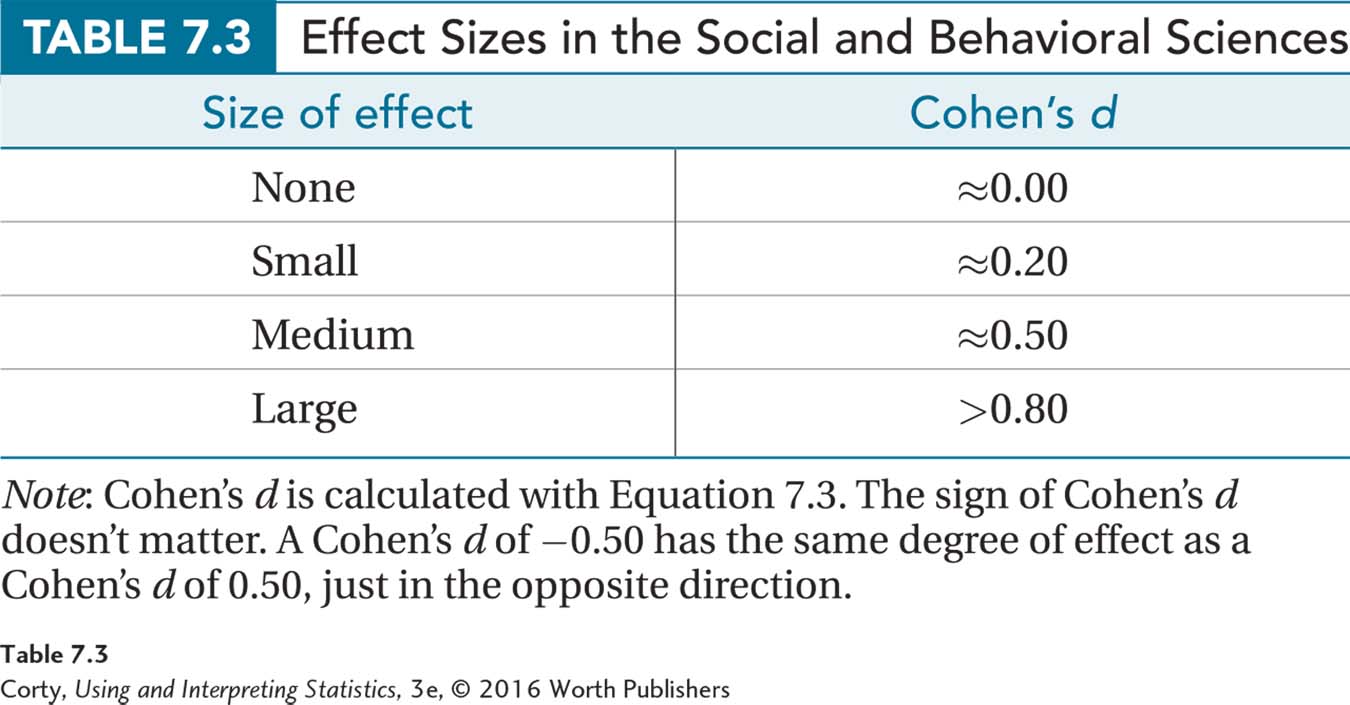 TABLE 7.3 Effect Sizes in the Social and Behavioral Sciences
Size of effect Cohen’s d
None ≈0.00
Small ≈0.20
Medium ≈0.50
Large >0.80
Note: Cohen’s d is calculated with Equation 7.3. The sign of Cohen’s d
doesn’t matter. A Cohen’s d of −0.50 has the same degree of effect as a
Cohen’s d of 0.50, just in the opposite direction.
Table 7.3
Corty, Using and Interpreting Statistics, 3e, © 2016 Worth Publishers